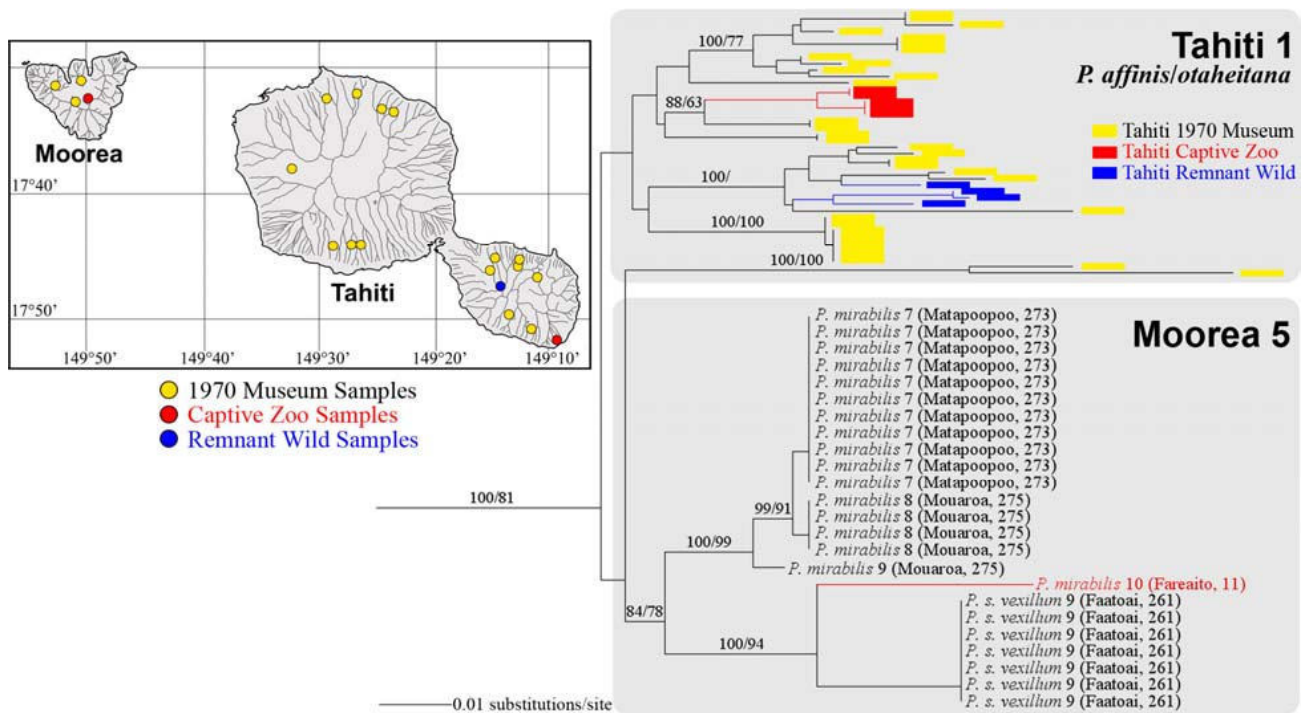 Moorea
Tahiti
17°40'
17°50'
149°50' 149°40' 149°30' 149°20' 149°10'
1970 Museum Samples
Captive Zoo Samples
Remnant Wild Samples
Tahiti 1
P. affinis/otaheitana
Tahiti 1970 Museum
Tahiti Captive Zoo
Tahiti Remnant Wild
100/77
88/63
100/
100/100
100/100
Moorea 5
P. mirabilis 7 (Matapoopoo, 273)
P. mirabilis 7 (Matapoopoo, 273)
P. mirabilis 7 (Matapoopoo, 273)
P. mirabilis 7 (Matapoopoo, 273)
P. mirabilis 7 (Matapoopoo, 273)
P. mirabilis 7 (Matapoopoo, 273)
P. mirabilis 7 (Matapoopoo, 273)
P. mirabilis 7 (Matapoopoo, 273)
P. mirabilis 7 (Matapoopoo, 273)
P. mirabilis 7 (Matapoopoo, 273)
P. mirabilis 7 (Matapoopoo, 273)
P. mirabilis 8 (Mouaroa, 275)
P. mirabilis 8 (Mouaroa, 275)
P. mirabilis 8 (Mouaroa, 275)
P. mirabilis 8 (Mouaroa, 275)
P. mirabilis 9 (Mouaroa, 275)
P. mirabilis 10 (Fareaito, 11)
P. s. vexillum 9 (Faatoai, 261)
P. s. vexillum 9 (Faatoai, 261)
P. s. vexillum 9 (Faatoai, 261)
P. s. vexillum 9 (Faatoai, 261)
P. s. vexillum 9 (Faatoai, 261)
P. s. vexillum 9 (Faatoai, 261)
P. s. vexillum 9 (Faatoai, 261)
100/81
99/91
100/99
84/78
100/94
0.01 substitutions/site